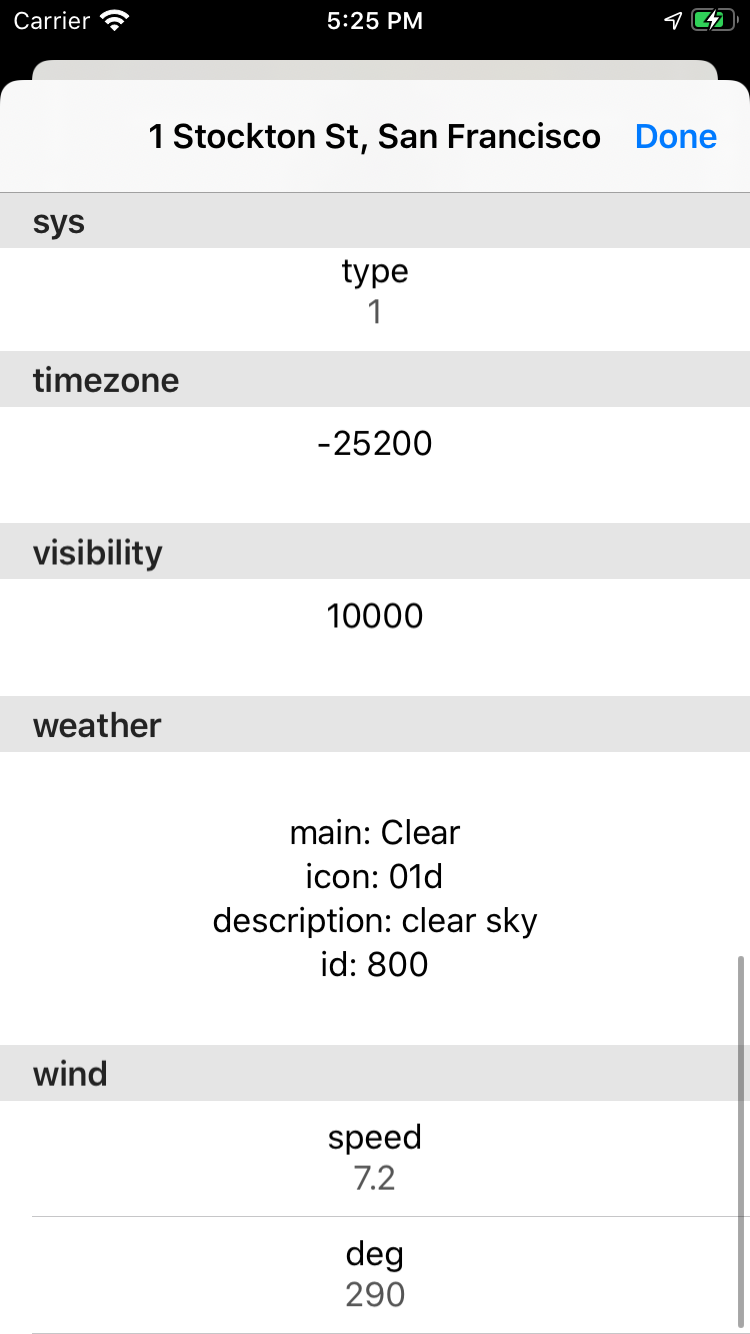 Carrier 5:25 PM
1 Stockton St, San Francisco Done
sys
type
1
timezone
-25200
visibility
10000
weather
main: Clear
icon: 01d
description: clear sky
id: 800
wind
speed
7.2
deg
290